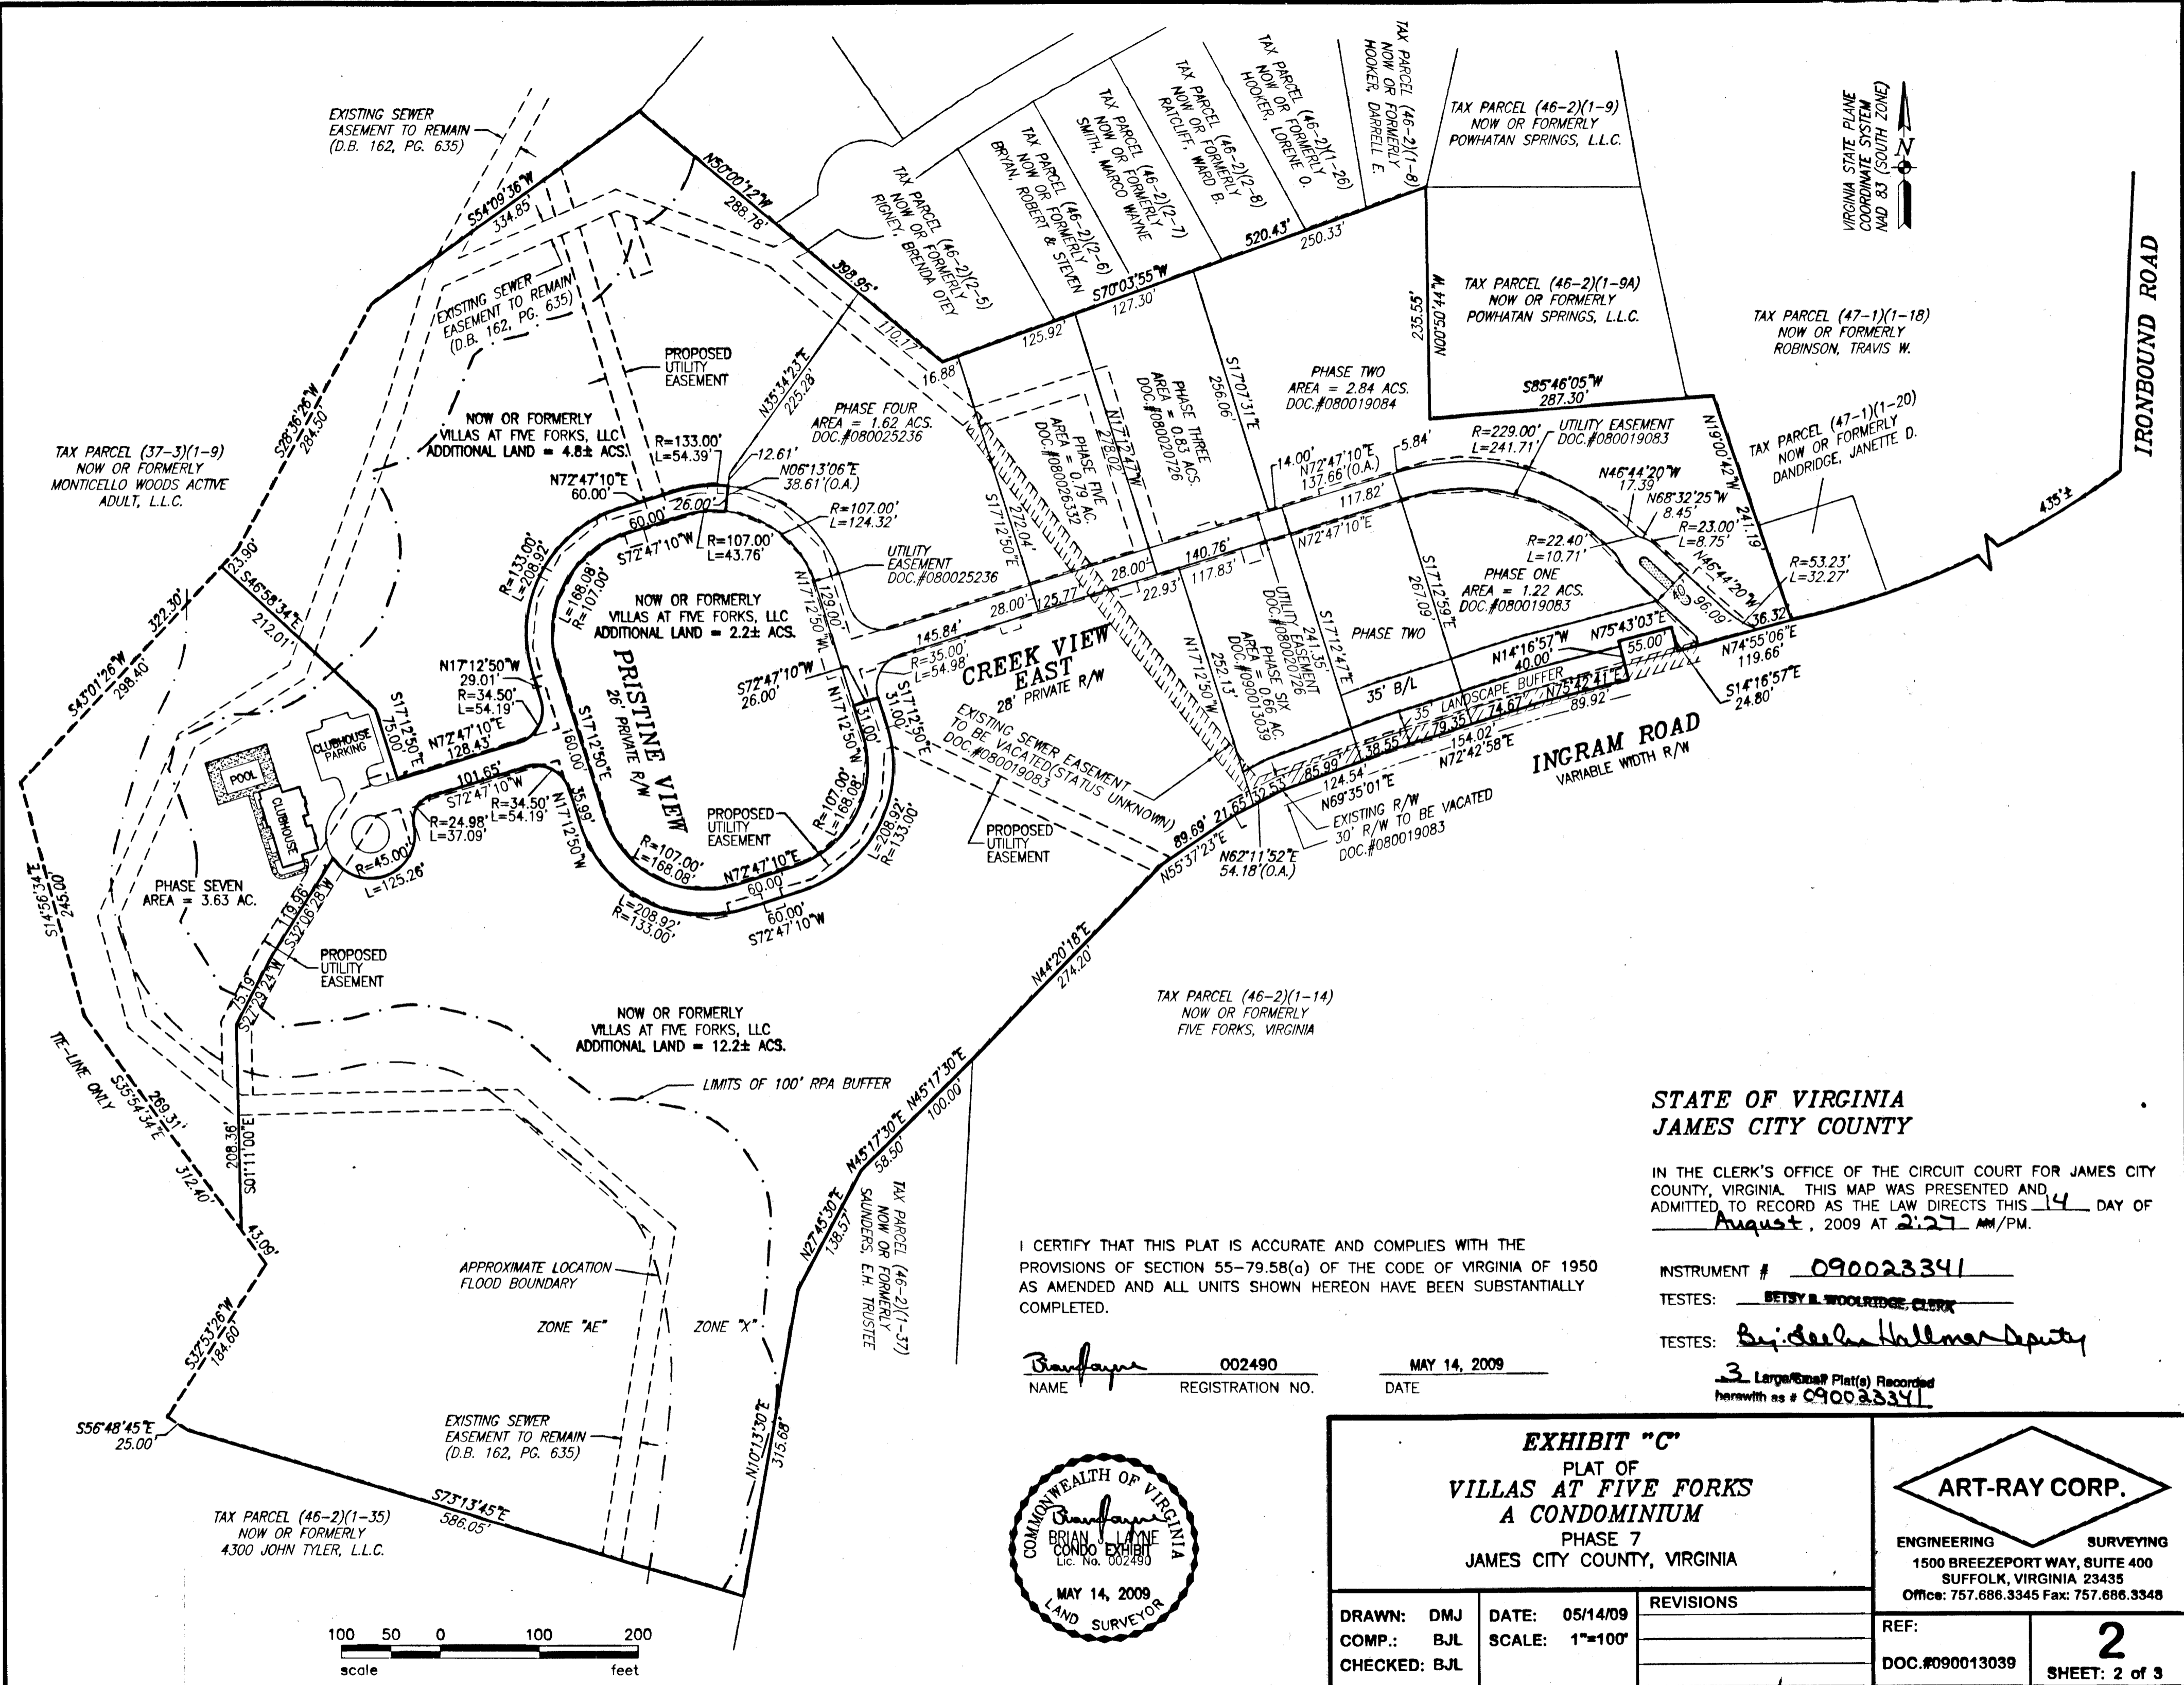 EXISTING SEWER
EASEMENT TO REMAIN
(D.B. 162, PG. 635)
S54°09'36"W
334.85'
N50°00'12"W
288.78'
398.95'
110.17'
16.88'
TAX PARCEL (46-2)(2-5)
NOW OR FORMERLY
RIGNEY, BRENDA OTEY
TAX PARCEL (46-2)(2-6)
NOW OR FORMERLY
BRYAN, ROBERT & STEVEN
TAX PARCEL (46-2)(2-7)
NOW OR FORMERLY
SMITH, MARCO WAYNE
TAX PARCEL (46-2)(2-8)
NOW OR FORMERLY
RATCLIFF, WARD B.
TAX PARCEL (46-2)(1-26)
NOW OR FORMERLY
HOOKER, LORENE O.
TAX PARCEL (46-2)(1-8)
NOW OR FORMERLY
HOOKER, DARRELL E.
TAX PARCEL (46-2)(1-9)
NOW OR FORMERLY
POWHATAN SPRINGS, L.L.C.
VIRGINIA STATE PLANE
COORDINATE SYSTEM
NAD 83 (SOUTH ZONE)
N
IRONBOUND ROAD
435'±
520.43'
250.33'
S70°03'55"W
127.30'
125.92'
235.55'
N00°50'44"W
TAX PARCEL (46-2)(1-9A)
NOW OR FORMERLY
POWHATAN SPRINGS, L.L.C.
TAX PARCEL (47-1)(1-18)
NOW OR FORMERLY
ROBINSON, TRAVIS W.
S85°46'05"W
287.30'
N19°00'42"W
241.19'
TAX PARCEL (47-1)(1-20)
NOW OR FORMERLY
DANDRIDGE, JANETTE D.
EXISTING SEWER
EASEMENT TO REMAIN
(D.B. 162, PG. 635)
PROPOSED
UTILITY
EASEMENT
N35°34'23"E
225.28'
S28°36'26"W
284.50'
TAX PARCEL (37-3)(1-9)
NOW OR FORMERLY
MONTICELLO WOODS ACTIVE
ADULT, L.L.C.
NOW OR FORMERLY
VILLAS AT FIVE FORKS, LLC
ADDITIONAL LAND = 4.8± ACS.
PHASE FOUR
AREA = 1.62 ACS.
DOC.#080025236
PHASE FIVE
AREA = 0.79 AC.
DOC.#080026332
N17°12'47"W
278.02'
PHASE THREE
AREA = 0.83 ACS.
DOC.#080020726
S17°07'31"E
256.06'
PHASE TWO
AREA = 2.84 ACS.
DOC.#080019084
R=133.00'
L=54.39'
12.61'
N06°13'06"E
38.61'(O.A.)
N72°47'10"E
60.00'
26.00'
60.00'
S72°47'10"W
R=107.00'
L=43.76'
R=107.00'
L=124.32'
UTILITY
EASEMENT
DOC.#080025236
S17°12'50"E
272.04'
14.00'
N72°47'10"E
137.66'(O.A.)
5.84'
117.82'
N72°47'10"E
R=229.00'
L=241.71'
UTILITY EASEMENT
DOC.#080019083
N46°44'20"W
17.39'
N68°32'25"W
8.45'
R=23.00'
L=8.75'
R=22.40'
L=10.71'
N46°44'20"W
96.09'
40'
R=53.23'
L=32.27'
36.32'
N74°55'06"E
119.66'
PHASE ONE
AREA = 1.22 ACS.
DOC.#080019083
S17°12'59"E
267.09'
PHASE TWO
S17°12'47"E
241.35'
UTILITY EASEMENT
DOC.#080020726
PHASE SIX
AREA = 0.66 AC.
DOC.#090013039
N17°12'50"W
252.13'
140.76'
28.00'
117.83'
22.93'
28.00'
125.77'
145.84'
R=35.00'
L=54.98'
CREEK VIEW
EAST
28' PRIVATE R/W
N75°43'03"E
55.00'
N14°16'57"W
40.00'
S14°16'57"E
24.80'
35' B/L
35' LANDSCAPE BUFFER
N75°42'41"E
74.67'
89.92'
79.35'
154.02'
N72°42'58"E
38.55'
85.99'
124.54'
N69°35'01"E
32.53'
21.65'
89.69'
N55°37'23"E
N62°11'52"E
54.18'(O.A.)
INGRAM ROAD
VARIABLE WIDTH R/W
EXISTING R/W
30' R/W TO BE VACATED
DOC.#080019083
EXISTING SEWER EASEMENT
TO BE VACATED(STATUS UNKNOWN)
DOC.#080019083
PROPOSED
UTILITY
EASEMENT
23.90'
S46°58'34"E
212.01'
322.30'
S43°01'26"W
298.40'
R=133.00'
L=208.92'
L=168.08'
R=107.00'
NOW OR FORMERLY
VILLAS AT FIVE FORKS, LLC
ADDITIONAL LAND = 2.2± ACS.
N17°12'50"W
129.00'
S72°47'10"W
26.00'
N17°12'50"W
31.00'
S17°12'50"E
31.00'
N17°12'50"W
29.01'
R=34.50'
L=54.19'
N72°47'10"E
128.43'
S17°12'50"E
75.00'
101.65'
S72°47'10"W
R=34.50'
L=54.19'
R=24.98'
L=37.09'
R=45.00'
L=125.26'
S17°12'50"E
160.00'
35.99'
N17°12'50"W
PRISTINE VIEW
26' PRIVATE R/W
CLUBHOUSE
PARKING
POOL
CLUBHOUSE
PROPOSED
UTILITY
EASEMENT
R=107.00'
L=168.08'
L=208.92'
R=133.00'
R=107.00'
L=168.08'
N72°47'10"E
60.00'
60.00'
S72°47'10"W
L=208.92'
R=133.00'
PHASE SEVEN
AREA = 3.63 AC.
S14°56'34"E
245.00'
119.66'
S32°06'28"W
PROPOSED
UTILITY
EASEMENT
75.19'
S27°29'24"W
TIE-LINE ONLY
269.31'
S35°54'34"E
312.40'
208.36'
S01°11'00"E
43.09'
NOW OR FORMERLY
VILLAS AT FIVE FORKS, LLC
ADDITIONAL LAND = 12.2± ACS.
LIMITS OF 100' RPA BUFFER
N44°20'18"E
274.20'
TAX PARCEL (46-2)(1-14)
NOW OR FORMERLY
FIVE FORKS, VIRGINIA
N45°17'30"E
100.00'
N45°17'30"E
58.50'
N27°45'30"E
138.57'
TAX PARCEL (46-2)(1-37)
NOW OR FORMERLY
SAUNDERS, E.H. TRUSTEE
APPROXIMATE LOCATION
FLOOD BOUNDARY
ZONE "AE"
ZONE "X"
S32°53'26"W
184.60'
S56°48'45"E
25.00'
EXISTING SEWER
EASEMENT TO REMAIN
(D.B. 162, PG. 635)
N10°13'30"E
315.68'
S73°13'45"E
586.05'
TAX PARCEL (46-2)(1-35)
NOW OR FORMERLY
4300 JOHN TYLER, L.L.C.
100 50 0 100 200
scale feet
STATE OF VIRGINIA
JAMES CITY COUNTY
IN THE CLERK'S OFFICE OF THE CIRCUIT COURT FOR JAMES CITY
COUNTY, VIRGINIA. THIS MAP WAS PRESENTED AND
ADMITTED TO RECORD AS THE LAW DIRECTS THIS 14 DAY OF
August, 2009 AT 2:27 AM/PM.
INSTRUMENT # 090023341
TESTES: BETSY B. WOOLRIDGE, CLERK
TESTES: By: Hallman Deputy
3 Large/Small Plat(s) Recorded
herewith as # 090023341
I CERTIFY THAT THIS PLAT IS ACCURATE AND COMPLIES WITH THE
PROVISIONS OF SECTION 55-79.58(a) OF THE CODE OF VIRGINIA OF 1950
AS AMENDED AND ALL UNITS SHOWN HEREON HAVE BEEN SUBSTANTIALLY
COMPLETED.
002490 MAY 14, 2009
NAME REGISTRATION NO. DATE
COMMONWEALTH OF VIRGINIA
BRIAN J. LAYNE
CONDO EXHIBIT
Lic. No. 002490
MAY 14, 2009
LAND SURVEYOR
EXHIBIT "C"
PLAT OF
VILLAS AT FIVE FORKS
A CONDOMINIUM
PHASE 7
JAMES CITY COUNTY, VIRGINIA
DRAWN: DMJ
COMP.: BJL
CHECKED: BJL
DATE: 05/14/09
SCALE: 1"=100'
REVISIONS
ART-RAY CORP.
ENGINEERING SURVEYING
1500 BREEZEPORT WAY, SUITE 400
SUFFOLK, VIRGINIA 23435
Office: 757.686.3345 Fax: 757.686.3348
REF:
DOC.#090013039
2
SHEET: 2 of 3